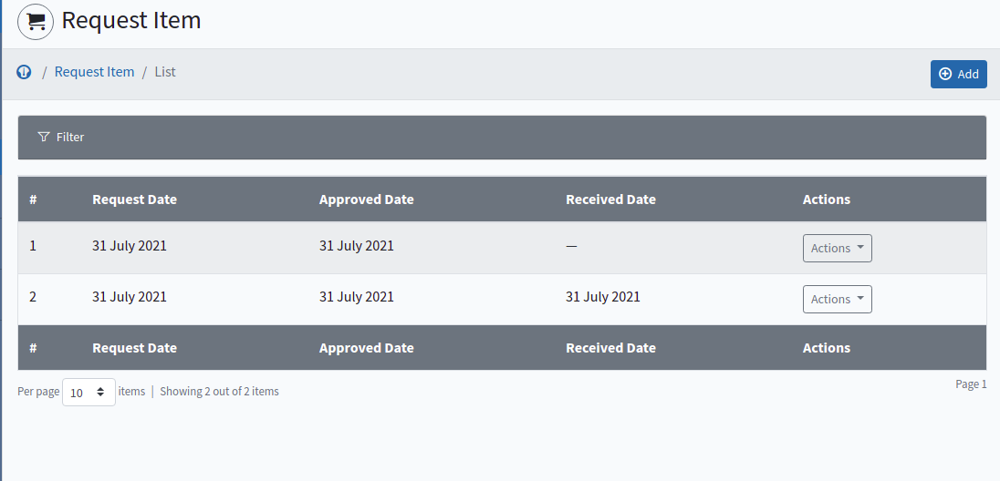 Request Item
/ Request Item / List
Add
Filter
# Request Date Approved Date Received Date Actions
1 31 July 2021 31 July 2021 — Actions
2 31 July 2021 31 July 2021 31 July 2021 Actions
# Request Date Approved Date Received Date Actions
Per page 10 items | Showing 2 out of 2 items
Page 1